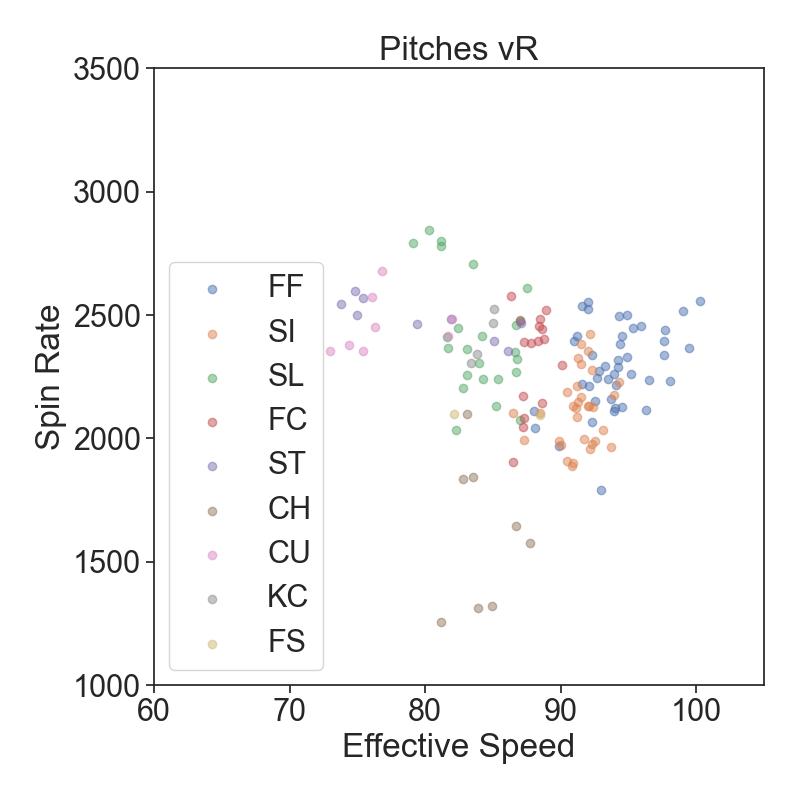 Pitches vR
3500
3000
2500
2000
1500
1000
Spin Rate
FF
SI
SL
FC
ST
CH
CU
KC
FS
60 70 80 90 100
Effective Speed